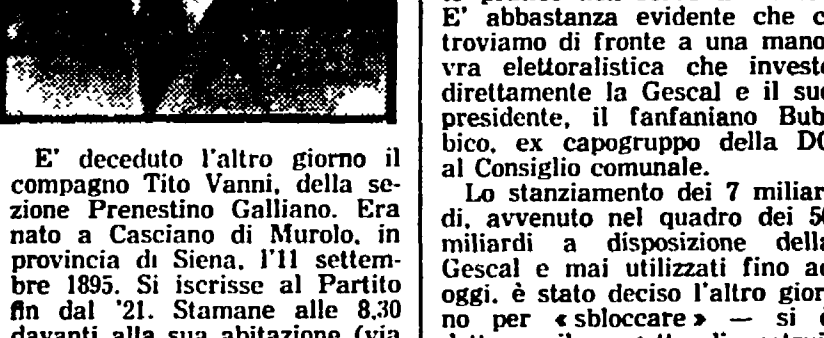 E' deceduto l'altro giorno il
compagno Tito Vanni, della se-
zione Prenestino Galliano. Era
nato a Casciano di Murolo, in
provincia di Siena, l'11 settem-
bre 1895. Si iscrisse al Partito
fin dal '21. Stamane alle 8,30
davanti alla sua abitazione (via
E' abbastanza evidente che c
troviamo di fronte a una mano-
vra elettoralistica che investe
direttamente la Gescal e il suo
presidente, il fanfaniano Bub-
bico, ex capogruppo della DC
al Consiglio comunale.
Lo stanziamento dei 7 miliar-
di, avvenuto nel quadro dei 50
miliardi a disposizione della
Gescal e mai utilizzati fino ad
oggi, è stato deciso l'altro gior-
no per « sbloccare » — si è